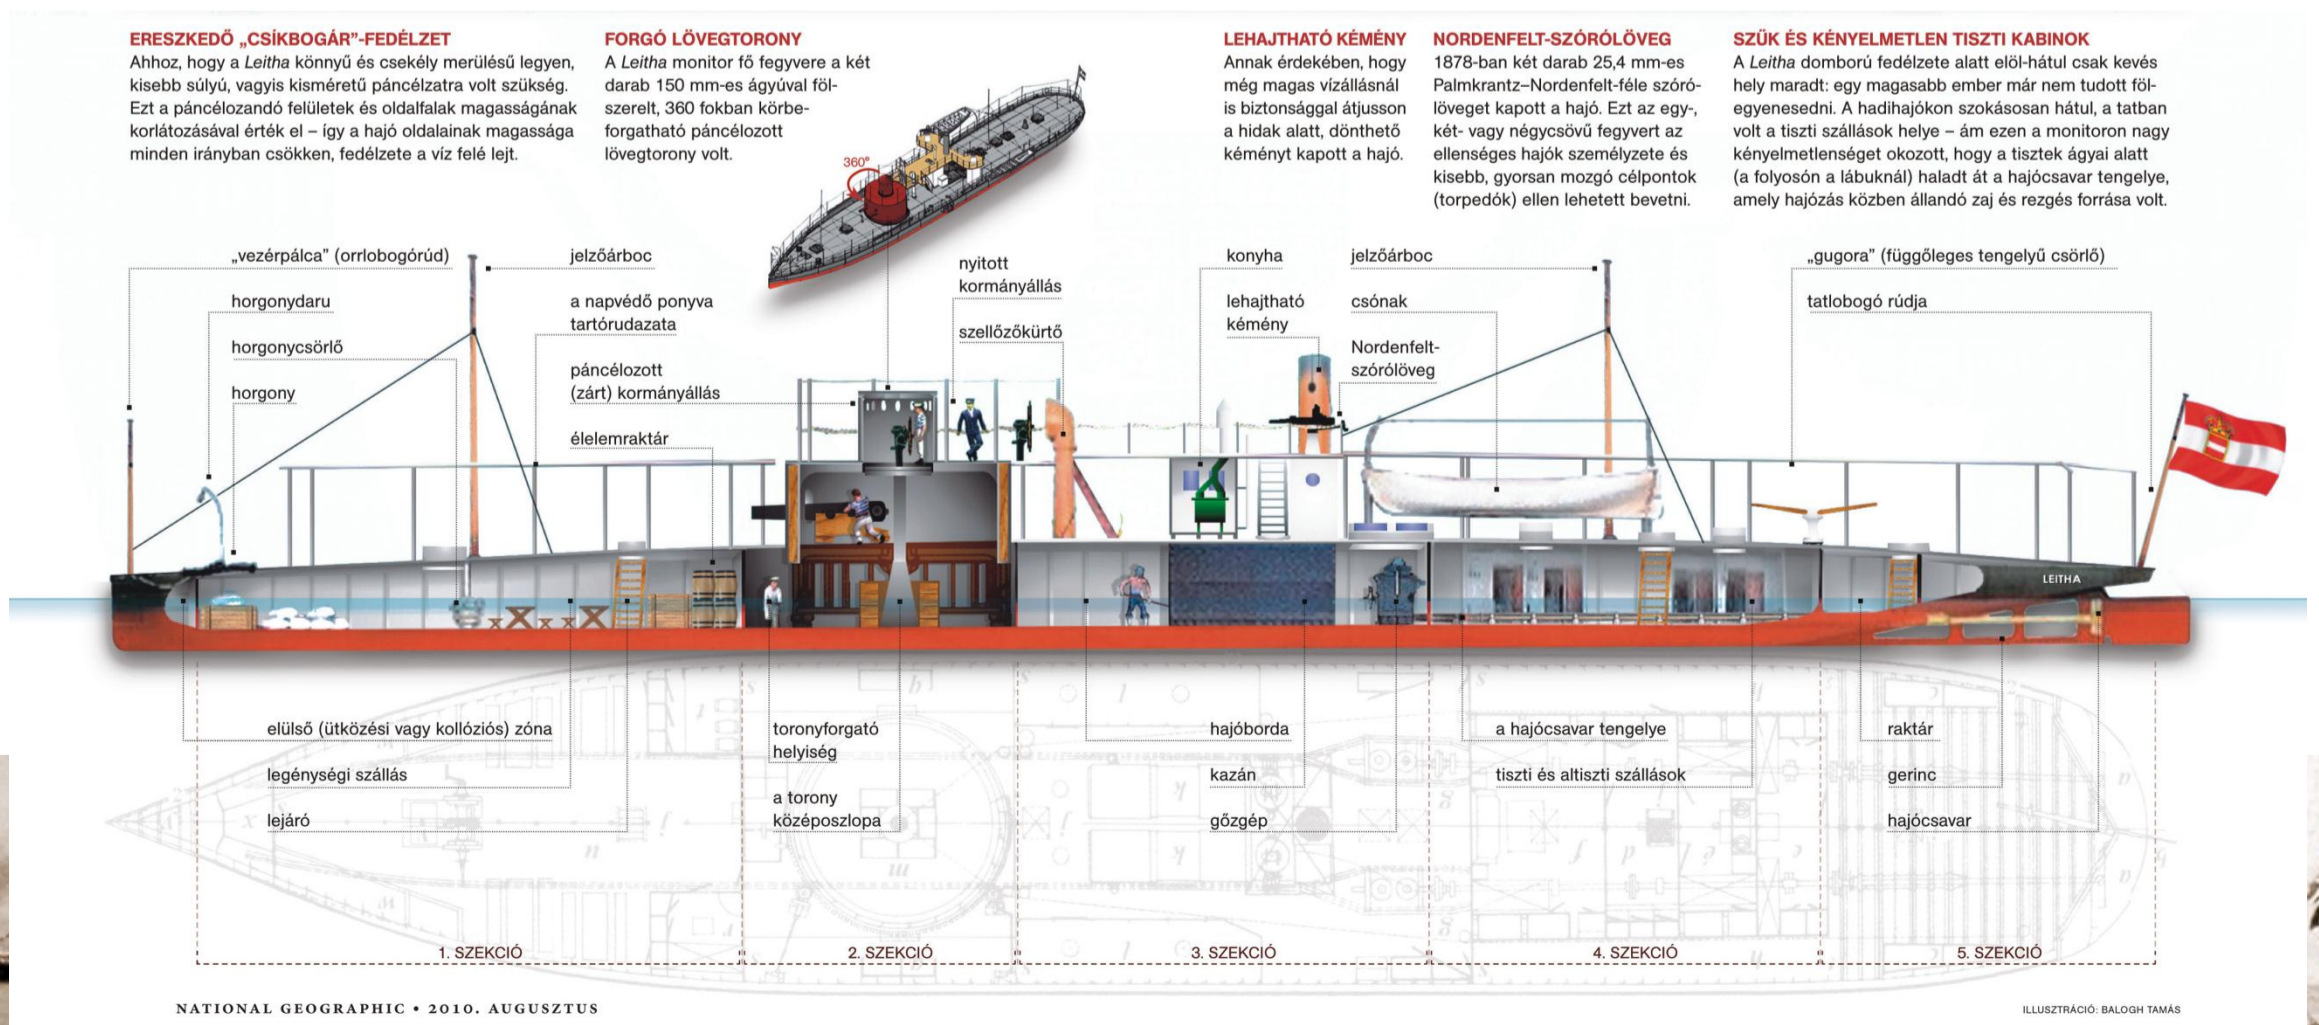 ERESZKEDŐ „CSÍKBOGÁR”-FEDÉLZET
Ahhoz, hogy a Leitha könnyű és csekély merülésű legyen,
kisebb súlyú, vagyis kisméretű páncélzatra volt szükség.
Ezt a páncélozandó felületek és oldalfalak magasságának
korlátozásával érték el – így a hajó oldalainak magassága
minden irányban csökken, fedélzete a víz felé lejt.
FORGÓ LÖVEGTORONY
A Leitha monitor fő fegyvere a két
darab 150 mm-es ágyúval föl-
szerelt, 360 fokban körbe-
forgatható páncélozott
lövegtorony volt.
360°
LEHAJTHATÓ KÉMÉNY
Annak érdekében, hogy
még magas vízállásnál
is biztonsággal átjusson
a hidak alatt, dönthető
kéményt kapott a hajó.
NORDENFELT-SZÓRÓLÖVEG
1878-ban két darab 25,4 mm-es
Palmkrantz–Nordenfelt-féle szóró-
löveget kapott a hajó. Ezt az egy-,
két- vagy négycsövű fegyvert az
ellenséges hajók személyzete és
kisebb, gyorsan mozgó célpontok
(torpedók) ellen lehetett bevetni.
SZŰK ÉS KÉNYELMETLEN TISZTI KABINOK
A Leitha domború fedélzete alatt elöl-hátul csak kevés
hely maradt: egy magasabb ember már nem tudott föl-
egyenesedni. A hadihajókon szokásosan hátul, a tatban
volt a tiszti szállások helye – ám ezen a monitoron nagy
kényelmetlenséget okozott, hogy a tisztek ágyai alatt
(a folyosón a lábuknál) haladt át a hajócsavar tengelye,
amely hajózás közben állandó zaj és rezgés forrása volt.
„vezérpálca” (orrlobogórúd)
horgonydaru
horgonycsörlő
horgony
jelzőárboc
a napvédő ponyva
tartórudazata
páncélozott
(zárt) kormányállás
élelemraktár
nyitott
kormányállás
szellőzőkürtő
konyha
lehajtható
kémény
jelzőárboc
csónak
Nordenfelt-
szórólöveg
„gugora” (függőleges tengelyű csörlő)
tatlobogó rúdja
LEITHA
elülső (ütközési vagy kollóziós) zóna
legénységi szállás
lejáró
toronyforgató
helyiség
a torony
középoszlopa
hajóborda
kazán
gőzgép
a hajócsavar tengelye
tiszti és altiszti szállások
raktár
gerinc
hajócsavar
1. SZEKCIÓ
2. SZEKCIÓ
3. SZEKCIÓ
4. SZEKCIÓ
5. SZEKCIÓ
NATIONAL GEOGRAPHIC • 2010. AUGUSZTUS
ILLUSZTRÁCIÓ: BALOGH TAMÁS